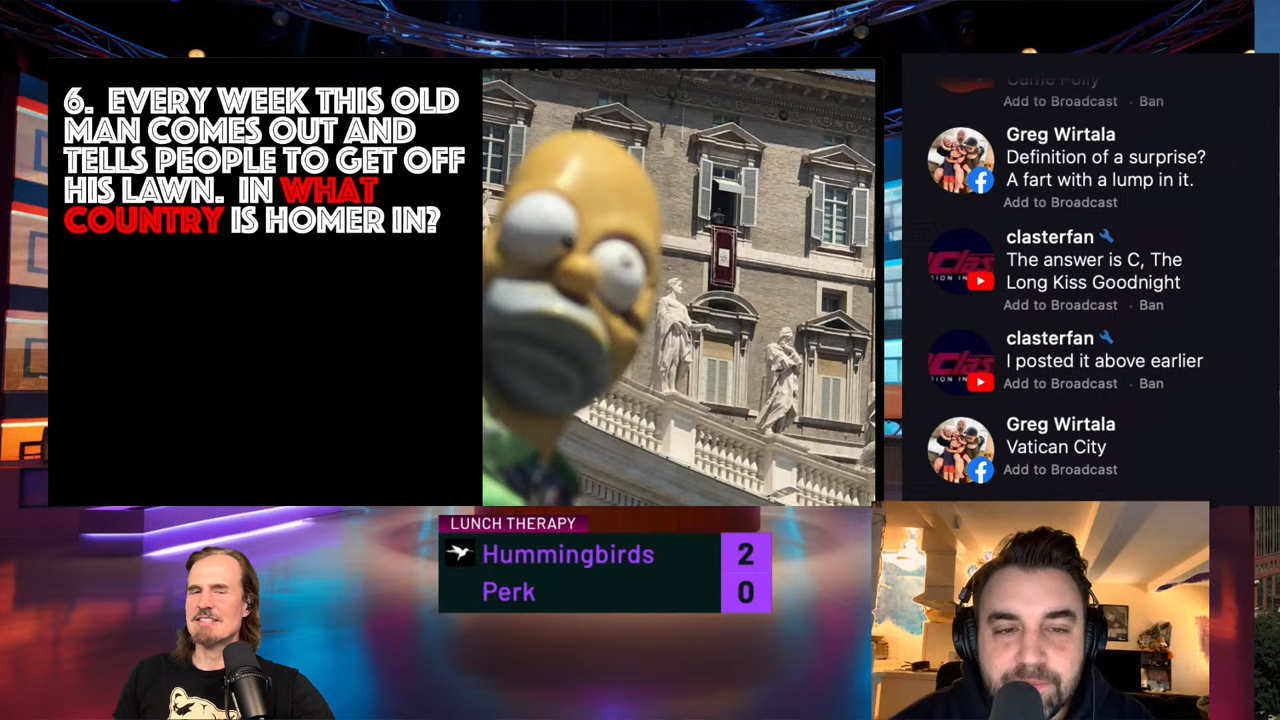 6. EVERY WEEK THIS OLD
MAN COMES OUT AND
TELLS PEOPLE TO GET OFF
HIS LAWN. IN WHAT
COUNTRY IS HOMER IN?
Add to Broadcast · Ban
Greg Wirtala
Definition of a surprise?
A fart with a lump in it.
Add to Broadcast
clasterfan
The answer is C, The
Long Kiss Goodnight
Add to Broadcast · Ban
clasterfan
I posted it above earlier
Add to Broadcast · Ban
Greg Wirtala
Vatican City
Add to Broadcast
LUNCH THERAPY
Hummingbirds 2
Perk 0